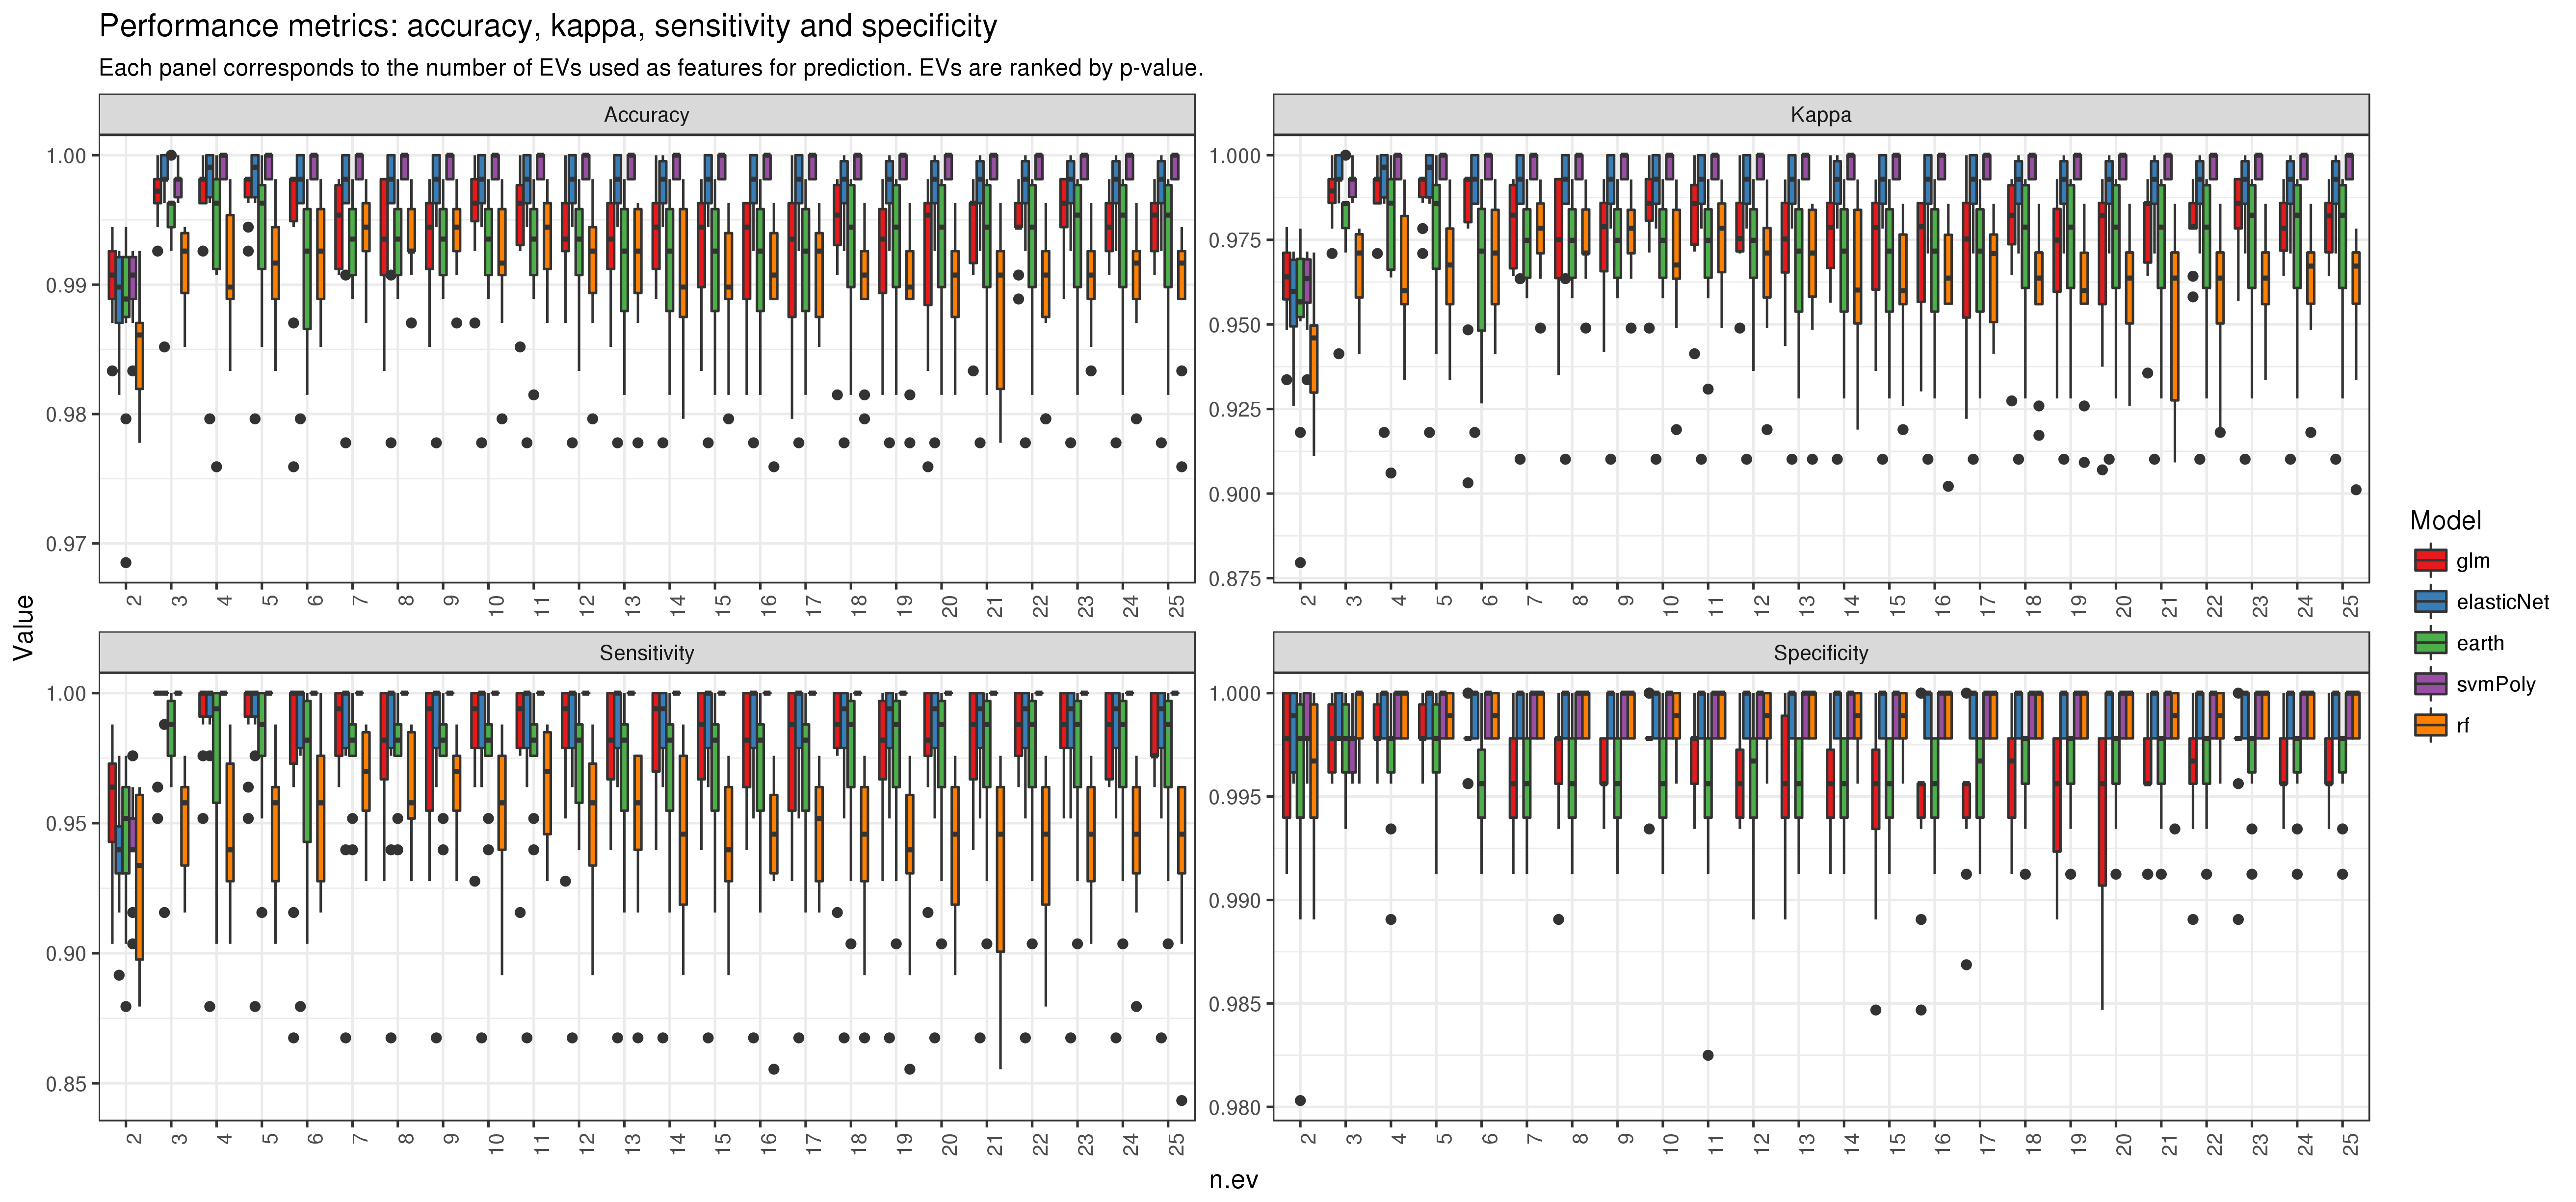 Performance metrics: accuracy, kappa, sensitivity and specificity
Each panel corresponds to the number of EVs used as features for prediction. EVs are ranked by p-value.
Accuracy
1.00
0.99
0.98
0.97
2 3 4 5 6 7 8 9 10 11 12 13 14 15 16 17 18 19 20 21 22 23 24 25
Kappa
1.000
0.975
0.950
0.925
0.900
0.875
2 3 4 5 6 7 8 9 10 11 12 13 14 15 16 17 18 19 20 21 22 23 24 25
Value
Sensitivity
1.00
0.95
0.90
0.85
2 3 4 5 6 7 8 9 10 11 12 13 14 15 16 17 18 19 20 21 22 23 24 25
Specificity
1.000
0.995
0.990
0.985
0.980
2 3 4 5 6 7 8 9 10 11 12 13 14 15 16 17 18 19 20 21 22 23 24 25
n.ev
Model
glm
elasticNet
earth
svmPoly
rf